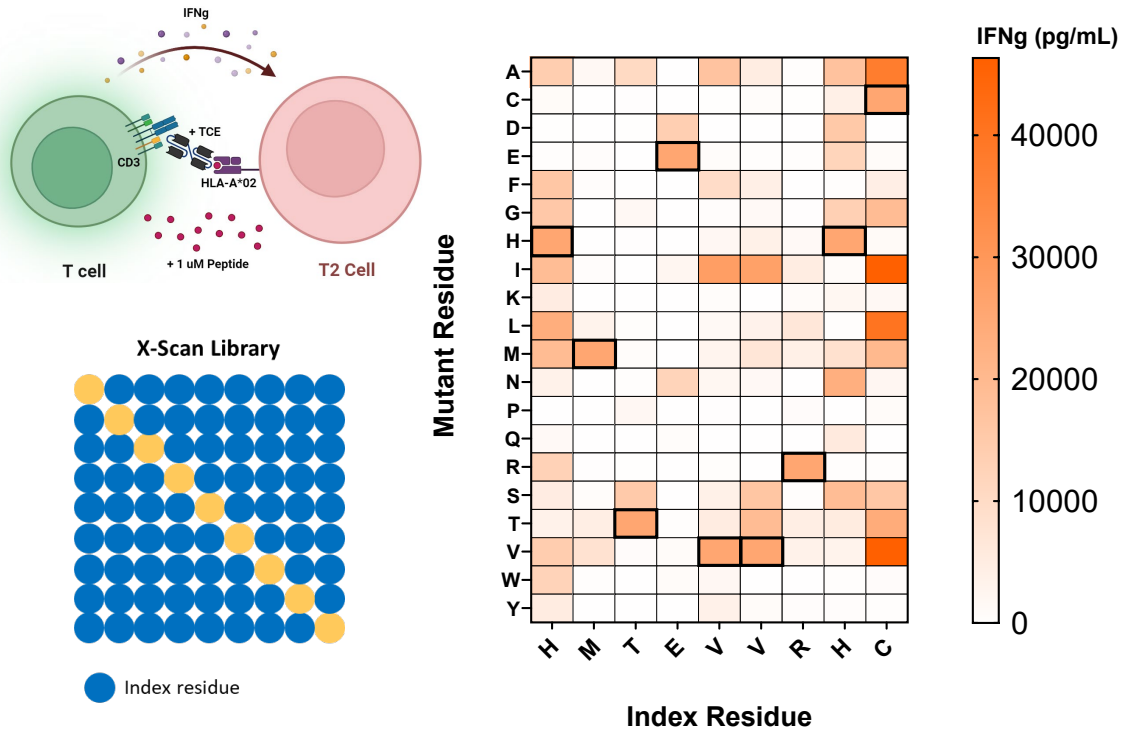 IFNg
+ TCE
CD3
HLA-A*02
+ 1 uM Peptide
T cell
T2 Cell
X-Scan Library
Index residue
Mutant Residue
A
C
D
E
F
G
H
I
K
L
M
N
P
Q
R
S
T
V
W
Y
H M T E V V R H C
Index Residue
IFNg (pg/mL)
40000
30000
20000
10000
0